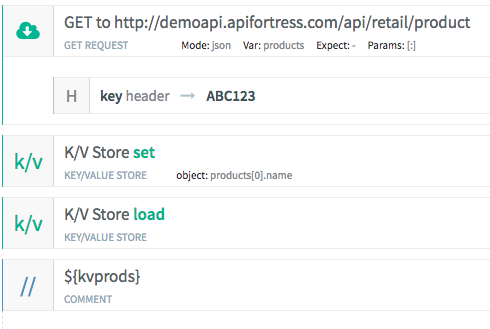 GET to http://demoapi.apifortress.com/api/retail/product
GET REQUEST Mode: json Var: products Expect: - Params: [:]
H key header → ABC123
k/v K/V Store set
KEY/VALUE STORE object: products[0].name
k/v K/V Store load
KEY/VALUE STORE
// ${kvprods}
COMMENT